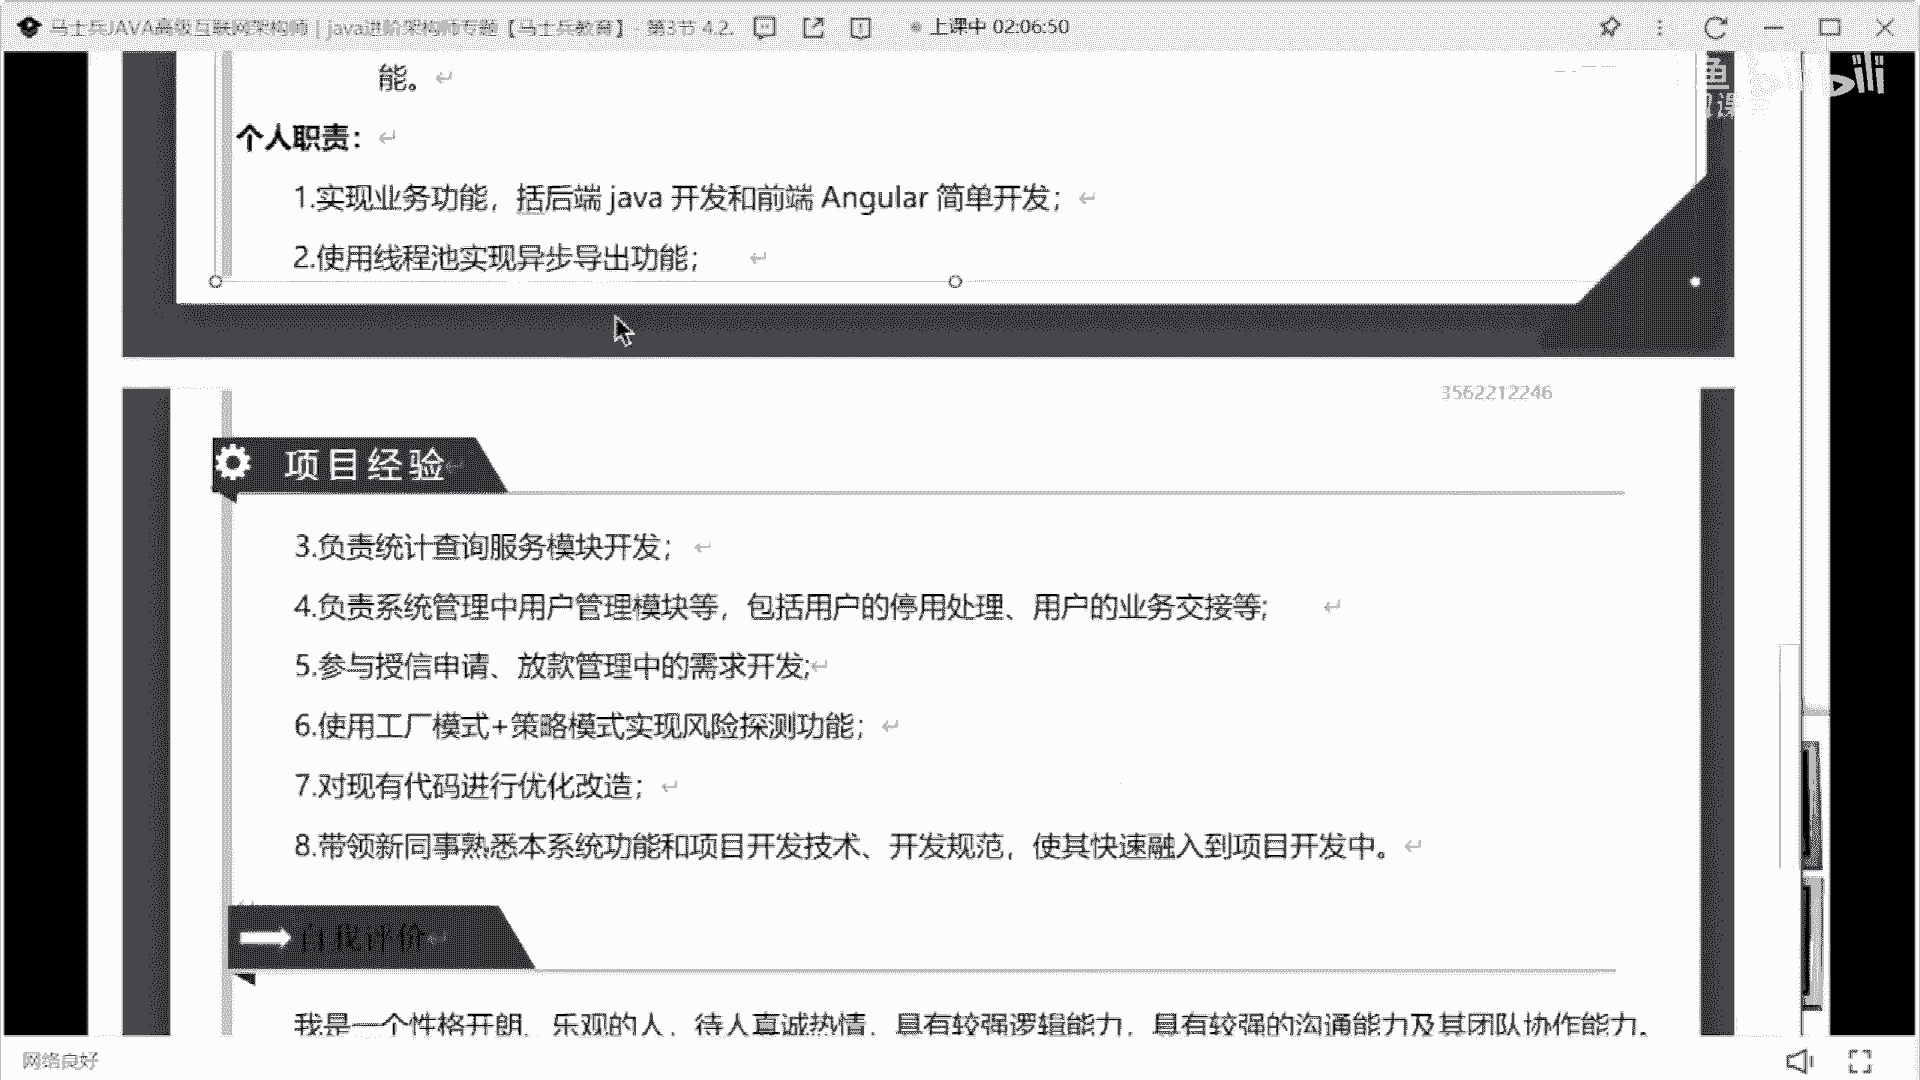 马士兵JAVA高级互联网架构师 | java进阶架构师专题【马士兵教育】- 第3节 4.2.
上课中 02:06:50
能。
个人职责：
1.实现业务功能，括后端 java 开发和前端 Angular 简单开发；
2.使用线程池实现异步导出功能；
3562212246
项目经验
3.负责统计查询服务模块开发；
4.负责系统管理中用户管理模块等，包括用户的停用处理、用户的业务交接等;
5.参与授信申请、放款管理中的需求开发;
6.使用工厂模式+策略模式实现风险探测功能；
7.对现有代码进行优化改造；
8.带领新同事熟悉本系统功能和项目开发技术、开发规范，使其快速融入到项目开发中。
自我评价
我是一个性格开朗、乐观的人，待人真诚热情，具有较强逻辑能力，具有较强的沟通能力及其团队协作能力。
网络良好